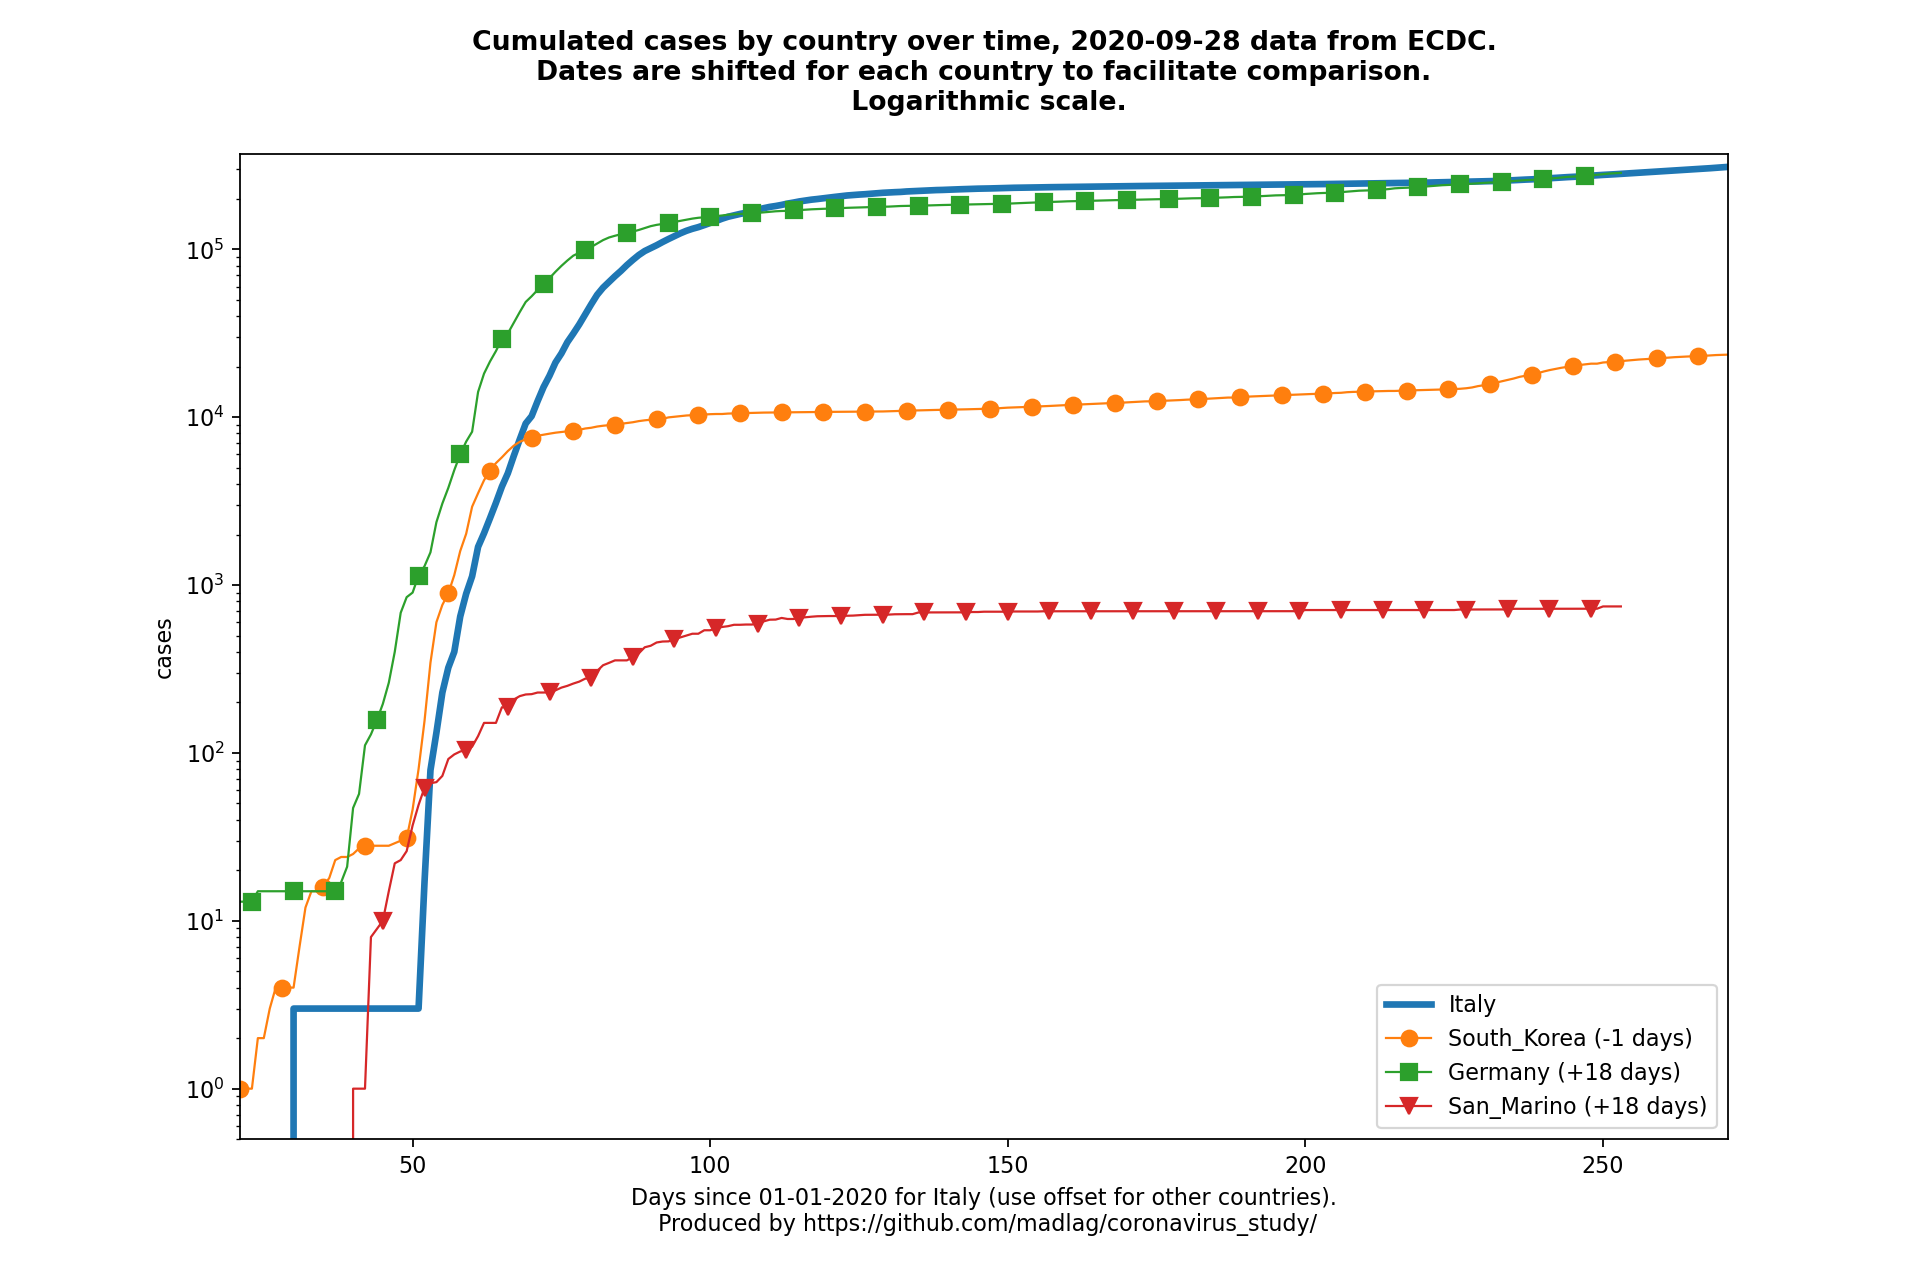 Cumulated cases by country over time, 2020-09-28 data from ECDC.
Dates are shifted for each country to facilitate comparison.
Logarithmic scale.
10^5
10^4
10^3
10^2
10^1
10^0
cases
Italy
South_Korea (-1 days)
Germany (+18 days)
San_Marino (+18 days)
50 100 150 200 250
Days since 01-01-2020 for Italy (use offset for other countries).
Produced by https://github.com/madlag/coronavirus_study/